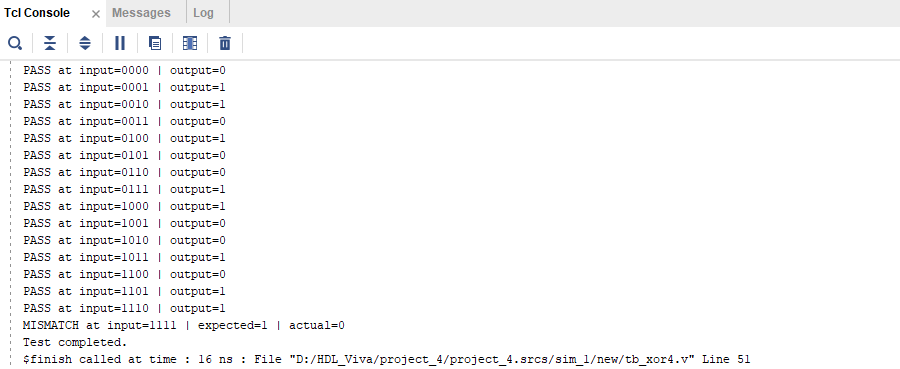 Tcl Console × Messages Log
PASS at input=0000 | output=0
PASS at input=0001 | output=1
PASS at input=0010 | output=1
PASS at input=0011 | output=0
PASS at input=0100 | output=1
PASS at input=0101 | output=0
PASS at input=0110 | output=0
PASS at input=0111 | output=1
PASS at input=1000 | output=1
PASS at input=1001 | output=0
PASS at input=1010 | output=0
PASS at input=1011 | output=1
PASS at input=1100 | output=0
PASS at input=1101 | output=1
PASS at input=1110 | output=1
MISMATCH at input=1111 | expected=1 | actual=0
Test completed.
$finish called at time : 16 ns : File "D:/HDL_Viva/project_4/project_4.srcs/sim_1/new/tb_xor4.v" Line 51